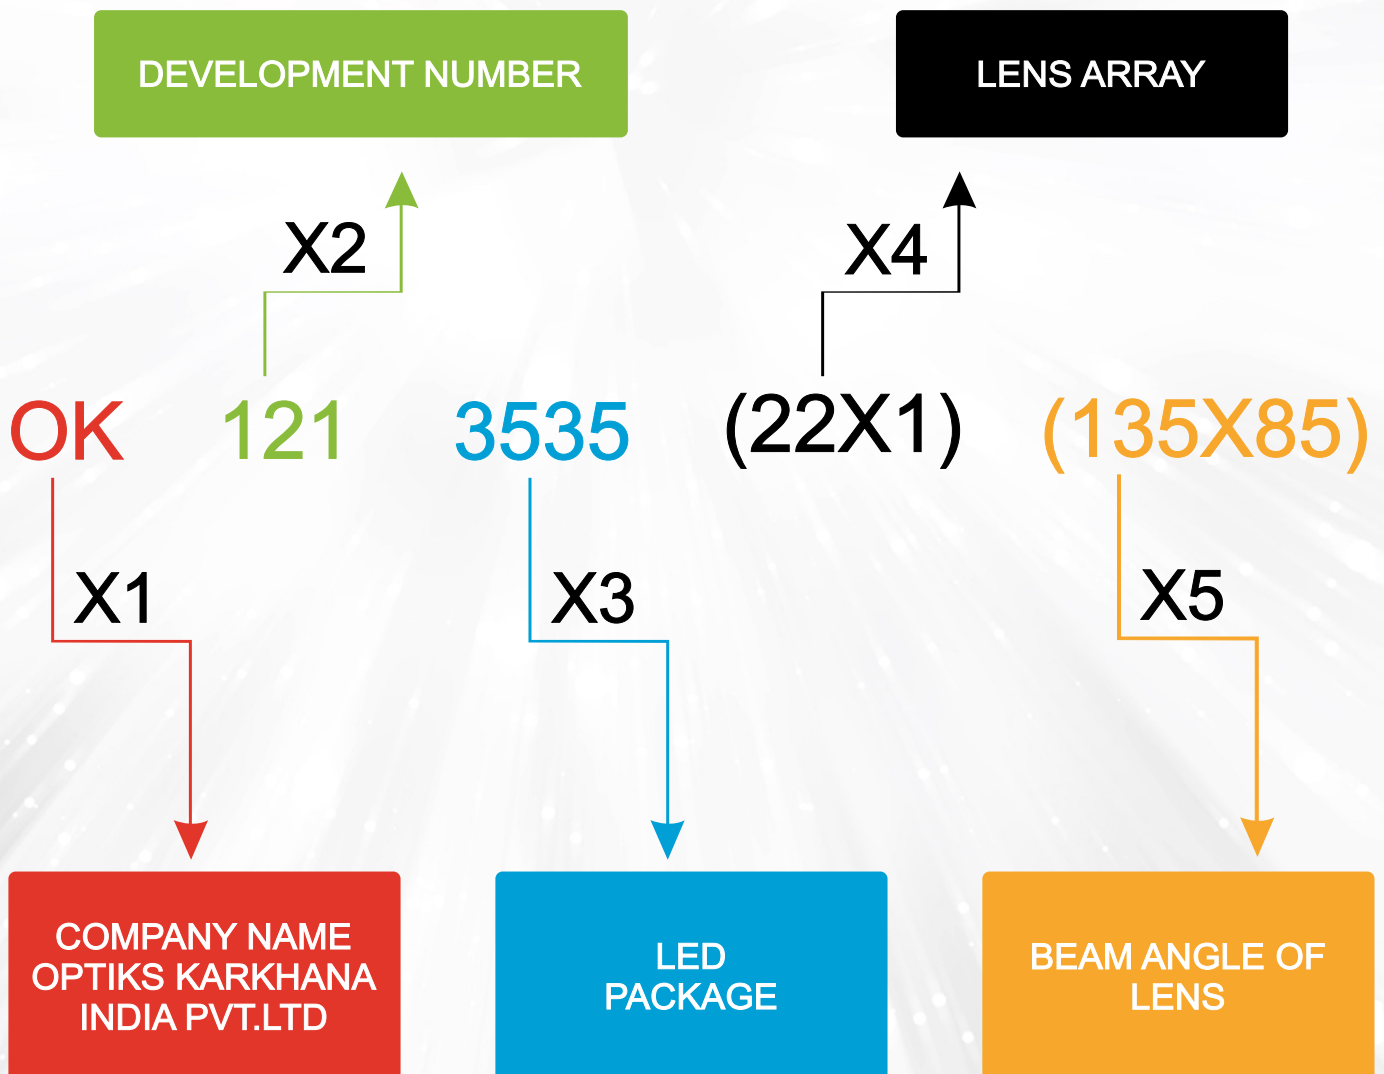 DEVELOPMENT NUMBER
LENS ARRAY
X2
X4
OK 121 3535 (22X1) (135X85)
X1
X3
X5
COMPANY NAME
OPTIKS KARKHANA
INDIA PVT.LTD
LED
PACKAGE
BEAM ANGLE OF
LENS